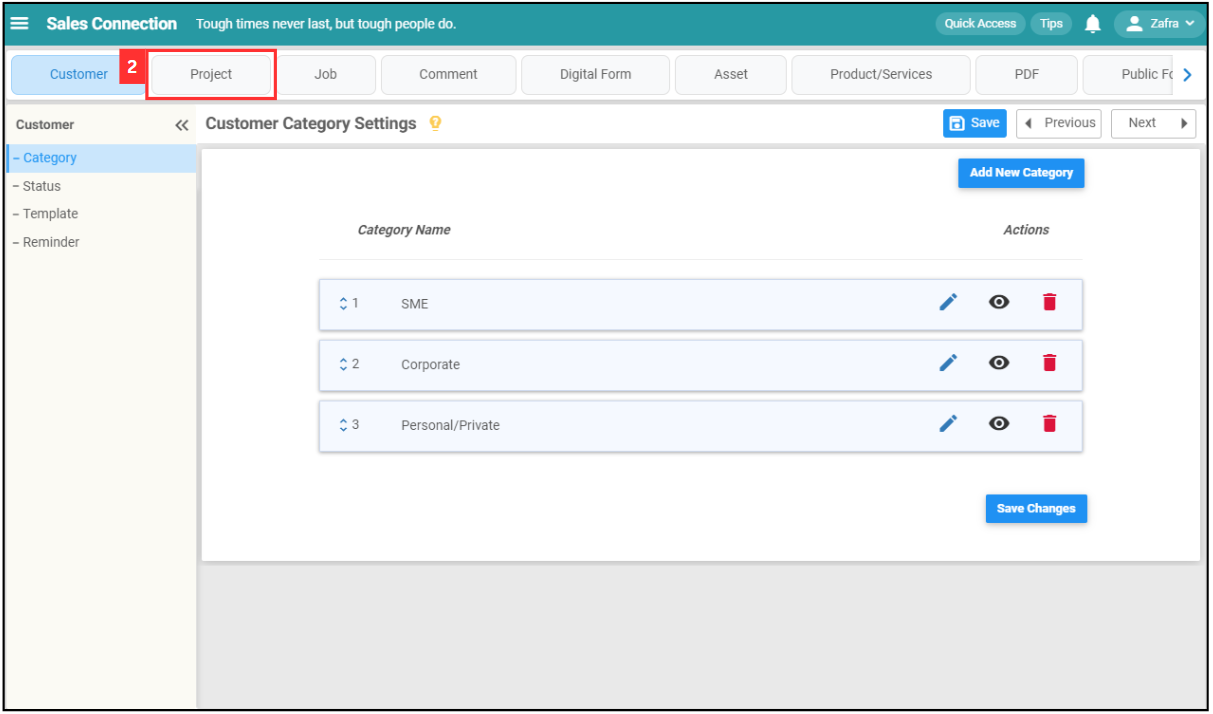 Sales Connection Tough times never last, but tough people do. Quick Access Tips Zafra
Customer 2 Project Job Comment Digital Form Asset Product/Services PDF Public Fo
Customer Customer Category Settings Save Previous Next
– Category
– Status
– Template
– Reminder
Add New Category
Category Name Actions
1 SME
2 Corporate
3 Personal/Private
Save Changes